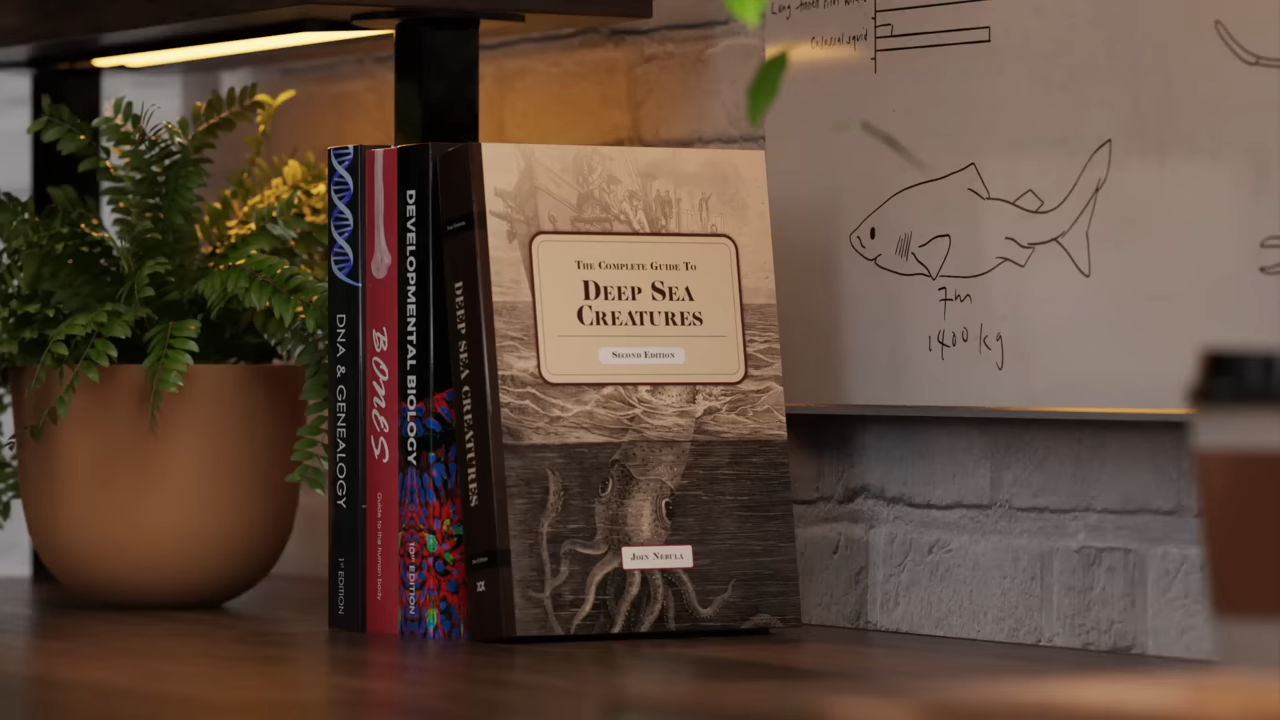 DNA & GENEALOGY
1ST EDITION
BONES
Guide to the human body
DEVELOPMENTAL BIOLOGY
10TH EDITION
DEEP SEA CREATURES
THE COMPLETE GUIDE TO
DEEP SEA
CREATURES
SECOND EDITION
JOIN NEBULA
Colossal squid
7m
1400 kg